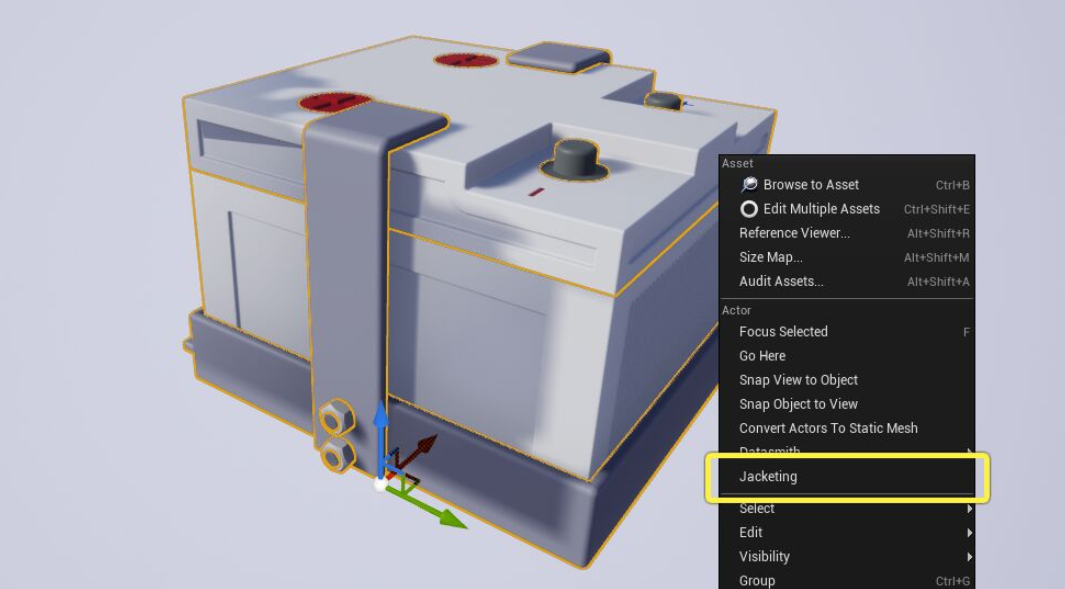 Asset
Browse to Asset Ctrl+B
Edit Multiple Assets Ctrl+Shift+E
Reference Viewer... Alt+Shift+R
Size Map... Alt+Shift+M
Audit Assets... Alt+Shift+A
Actor
Focus Selected F
Go Here
Snap View to Object
Snap Object to View
Convert Actors To Static Mesh
Datasmith
Jacketing
Select
Edit
Visibility
Group Ctrl+G